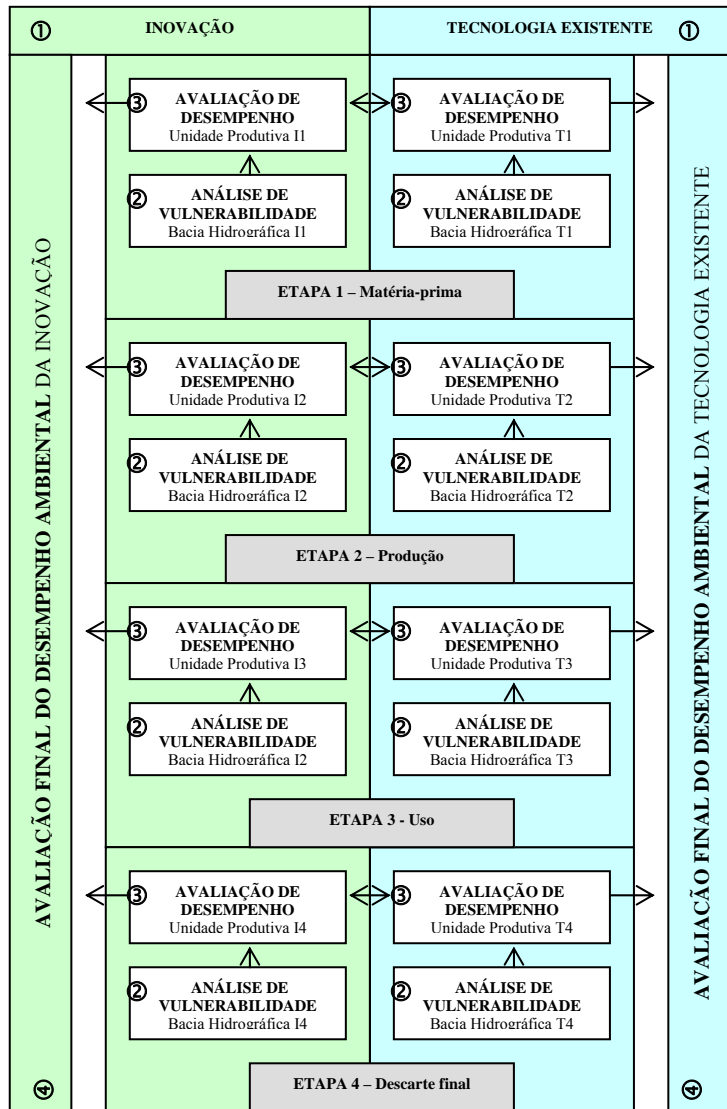 ① INOVAÇÃO TECNOLOGIA EXISTENTE ①
③ AVALIAÇÃO DE
DESEMPENHO
Unidade Produtiva I1
③ AVALIAÇÃO DE
DESEMPENHO
Unidade Produtiva T1
② ANÁLISE DE
VULNERABILIDADE
Bacia Hidrográfica I1
② ANÁLISE DE
VULNERABILIDADE
Bacia Hidrográfica T1
ETAPA 1 – Matéria-prima
③ AVALIAÇÃO DE
DESEMPENHO
Unidade Produtiva I2
③ AVALIAÇÃO DE
DESEMPENHO
Unidade Produtiva T2
② ANÁLISE DE
VULNERABILIDADE
Bacia Hidrográfica I2
② ANÁLISE DE
VULNERABILIDADE
Bacia Hidrográfica T2
ETAPA 2 – Produção
③ AVALIAÇÃO DE
DESEMPENHO
Unidade Produtiva I3
③ AVALIAÇÃO DE
DESEMPENHO
Unidade Produtiva T3
② ANÁLISE DE
VULNERABILIDADE
Bacia Hidrográfica I2
② ANÁLISE DE
VULNERABILIDADE
Bacia Hidrográfica T3
ETAPA 3 - Uso
③ AVALIAÇÃO DE
DESEMPENHO
Unidade Produtiva I4
③ AVALIAÇÃO DE
DESEMPENHO
Unidade Produtiva T4
② ANÁLISE DE
VULNERABILIDADE
Bacia Hidrográfica I4
② ANÁLISE DE
VULNERABILIDADE
Bacia Hidrográfica T4
ETAPA 4 – Descarte final
④ AVALIAÇÃO FINAL DO DESEMPENHO AMBIENTAL DA INOVAÇÃO
④ AVALIAÇÃO FINAL DO DESEMPENHO AMBIENTAL DA TECNOLOGIA EXISTENTE